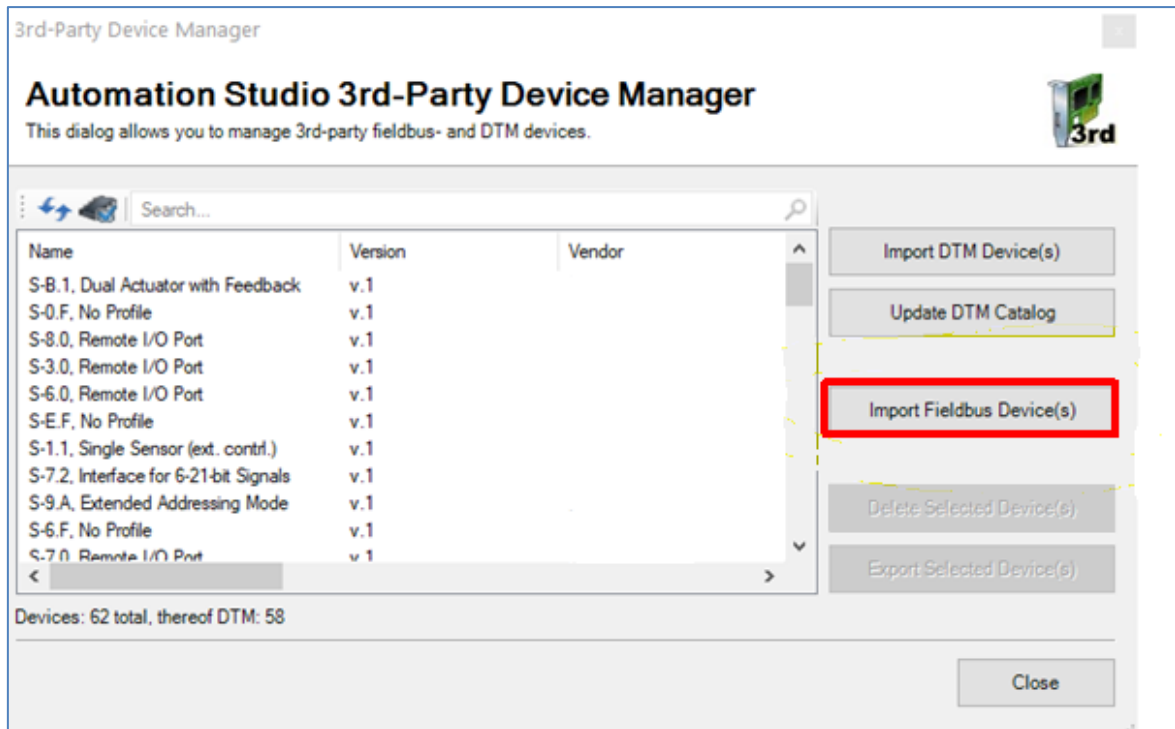 3rd-Party Device Manager
Automation Studio 3rd-Party Device Manager
This dialog allows you to manage 3rd-party fieldbus- and DTM devices.
3rd
Search...
Name Version Vendor
S-B.1, Dual Actuator with Feedback v.1
S-0.F, No Profile v.1
S-8.0, Remote I/O Port v.1
S-3.0, Remote I/O Port v.1
S-6.0, Remote I/O Port v.1
S-E.F, No Profile v.1
S-1.1, Single Sensor (ext. contrl.) v.1
S-7.2, Interface for 6-21-bit Signals v.1
S-9.A, Extended Addressing Mode v.1
S-6.F, No Profile v.1
S-7.0, Remote I/O Port v.1
Import DTM Device(s)
Update DTM Catalog
Import Fieldbus Device(s)
Delete Selected Device(s)
Export Selected Device(s)
Devices: 62 total, thereof DTM: 58
Close